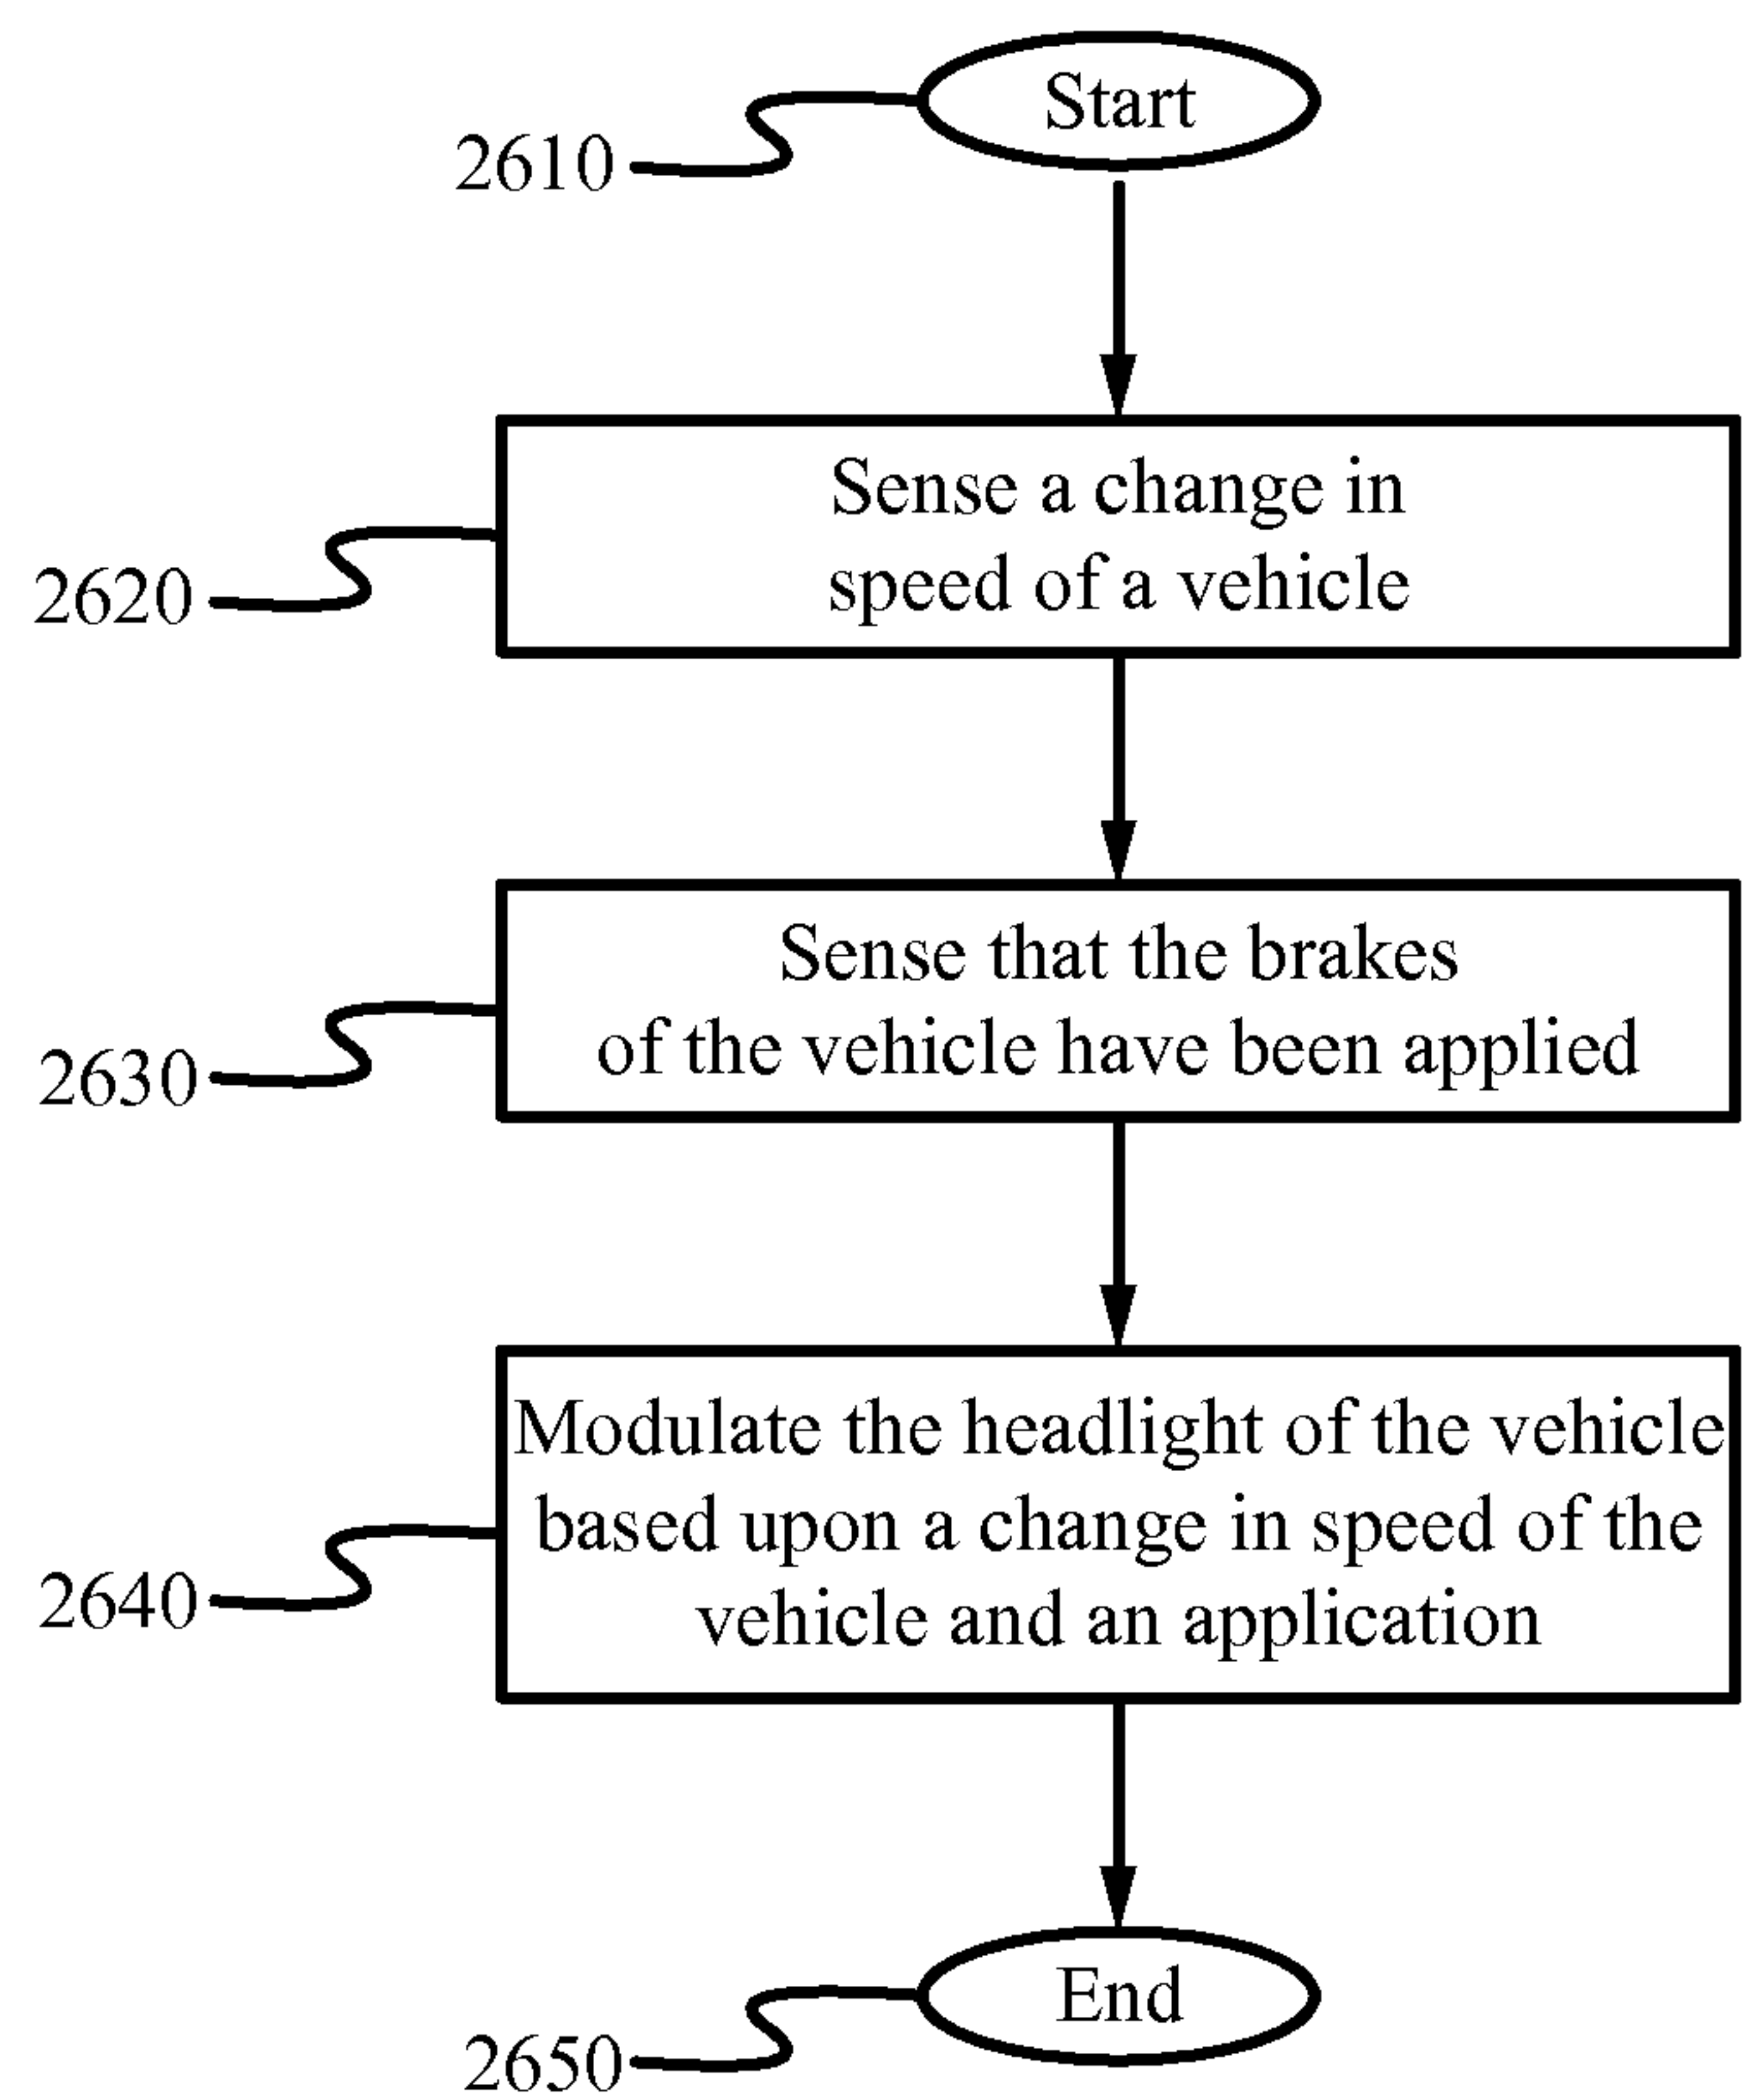 Start
2610
Sense a change in
speed of a vehicle
2620
Sense that the brakes
of the vehicle have been applied
2630
Modulate the headlight of the vehicle
based upon a change in speed of the
vehicle and an application
2640
End
2650